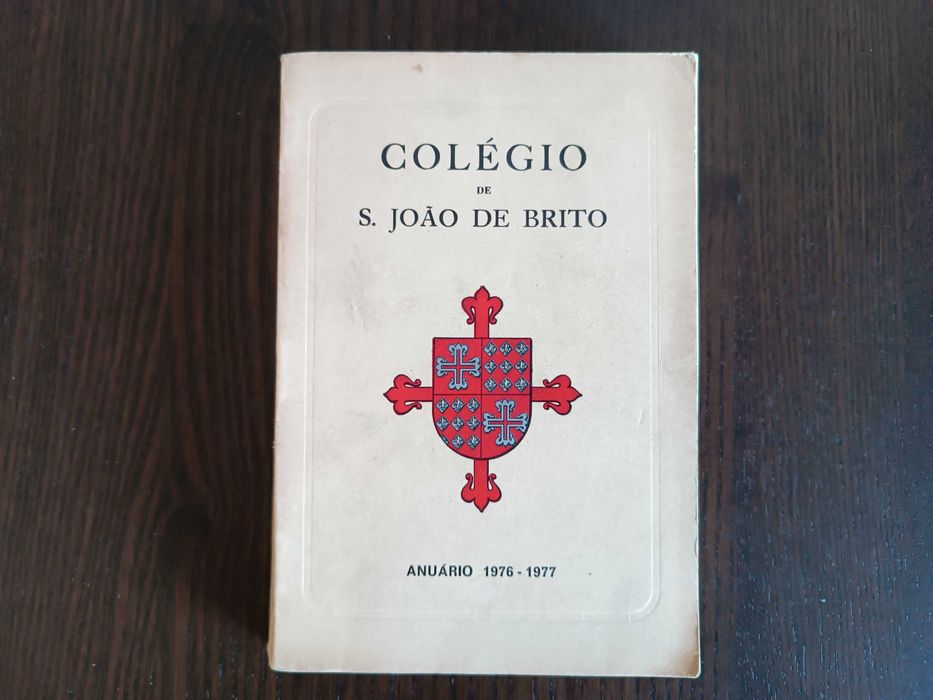 COLÉGIO
DE
S. JOÃO DE BRITO
ANUÁRIO 1976 - 1977